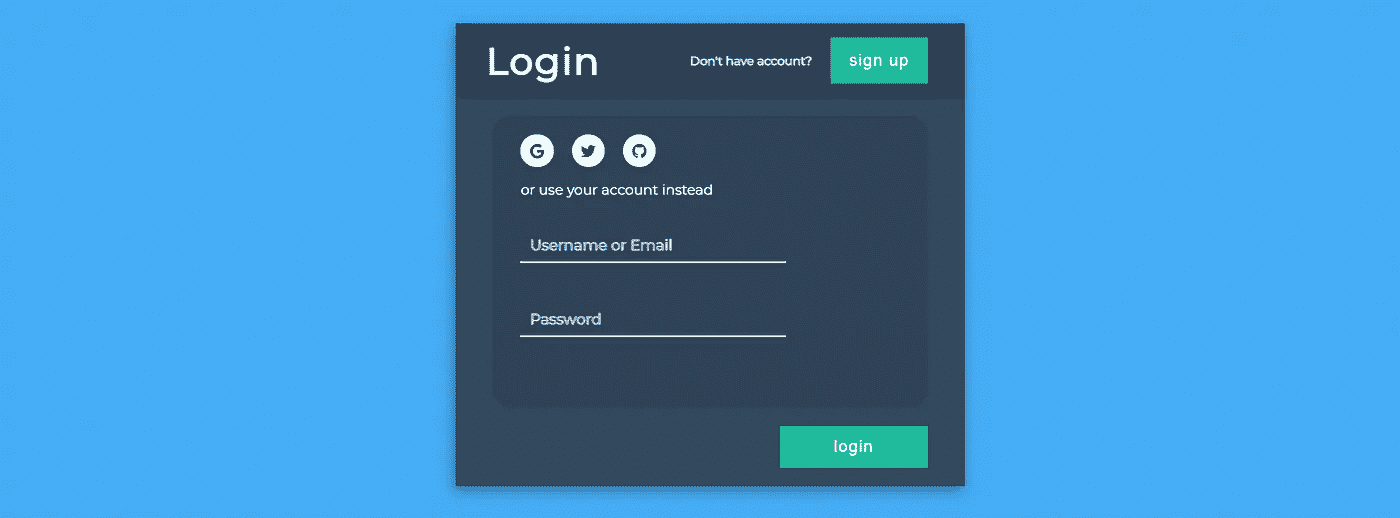 Login
Don't have account?
sign up
or use your account instead
Username or Email
Password
login